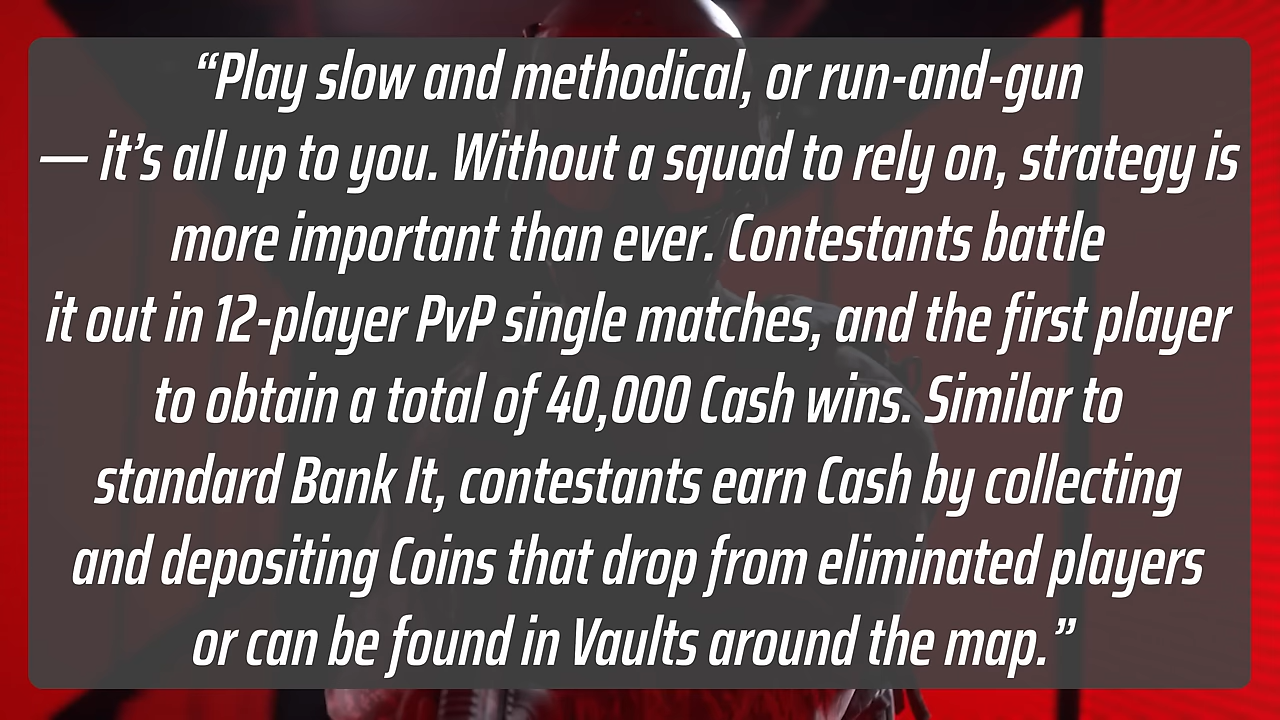 “Play slow and methodical, or run-and-gun
— it’s all up to you. Without a squad to rely on, strategy is
more important than ever. Contestants battle
it out in 12-player PvP single matches, and the first player
to obtain a total of 40,000 Cash wins. Similar to
standard Bank It, contestants earn Cash by collecting
and depositing Coins that drop from eliminated players
or can be found in Vaults around the map.”